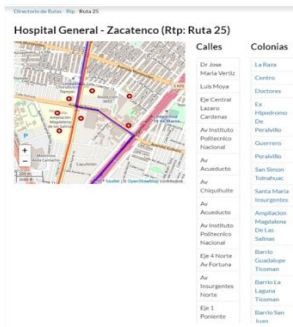 Directorio de Rutas Rtp Ruta 25
Hospital General - Zacatenco (Rtp: Ruta 25)
Calles
Dr Jose
Maria Vertiz
Luis Moya
Eje Central
Lazaro
Cardenas
Av Instituto
Politecnico
Nacional
Av
Acueducto
Av
Chiquihuite
Av
Acueducto
Av Instituto
Politecnico
Nacional
Eje 4 Norte
Av Fortuna
Av
Insurgentes
Norte
Eje 1
Poniente
Colonias
La Raza
Centro
Doctores
Ex
Hipodromo
De
Peralvillo
Guerrero
Peralvillo
San Simon
Tolnahuac
Santa Maria
Insurgentes
Ampliacion
Magdalena
De Las
Salinas
Barrio
Guadalupe
Ticoman
Barrio La
Laguna
Ticoman
Barrio San
Juan
+
−
P
Lapahutlan
OpenStreetMap